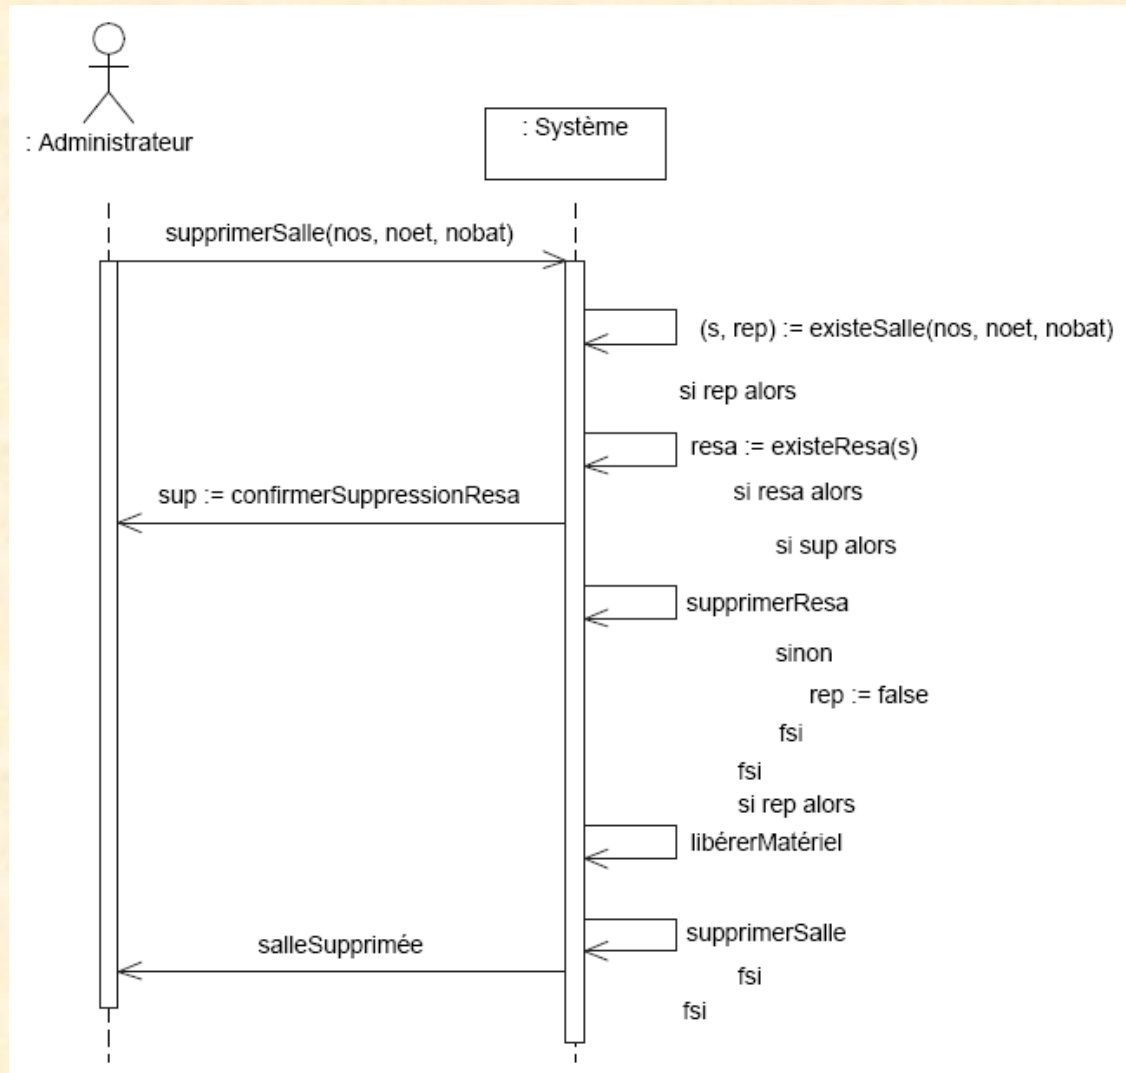 : Administrateur
: Système
supprimerSalle(nos, noet, nobat)
(s, rep) := existeSalle(nos, noet, nobat)
si rep alors
resa := existeResa(s)
si resa alors
sup := confirmerSuppressionResa
si sup alors
supprimerResa
sinon
rep := false
fsi
fsi
si rep alors
libérerMatériel
supprimerSalle
salleSupprimée
fsi
fsi